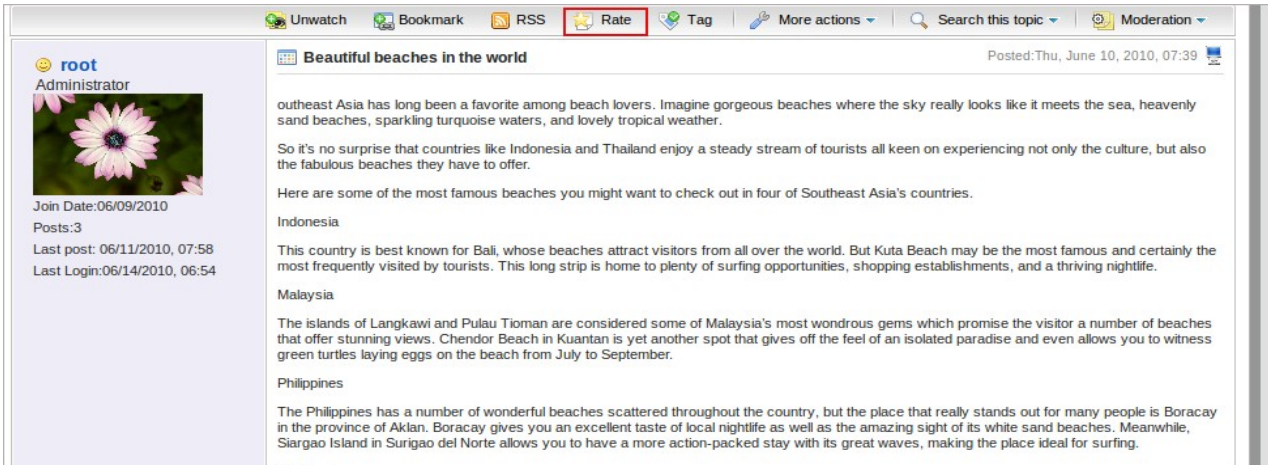 Unwatch Bookmark RSS Rate Tag More actions Search this topic Moderation
root
Administrator
Join Date:06/09/2010
Posts:3
Last post: 06/11/2010, 07:58
Last Login:06/14/2010, 06:54
Beautiful beaches in the world
Posted:Thu, June 10, 2010, 07:39
outheast Asia has long been a favorite among beach lovers. Imagine gorgeous beaches where the sky really looks like it meets the sea, heavenly
sand beaches, sparkling turquoise waters, and lovely tropical weather.
So it's no surprise that countries like Indonesia and Thailand enjoy a steady stream of tourists all keen on experiencing not only the culture, but also
the fabulous beaches they have to offer.
Here are some of the most famous beaches you might want to check out in four of Southeast Asia's countries.
Indonesia
This country is best known for Bali, whose beaches attract visitors from all over the world. But Kuta Beach may be the most famous and certainly the
most frequently visited by tourists. This long strip is home to plenty of surfing opportunities, shopping establishments, and a thriving nightlife.
Malaysia
The islands of Langkawi and Pulau Tioman are considered some of Malaysia's most wondrous gems which promise the visitor a number of beaches
that offer stunning views. Chendor Beach in Kuantan is yet another spot that gives off the feel of an isolated paradise and even allows you to witness
green turtles laying eggs on the beach from July to September.
Philippines
The Philippines has a number of wonderful beaches scattered throughout the country, but the place that really stands out for many people is Boracay
in the province of Aklan. Boracay gives you an excellent taste of local nightlife as well as the amazing sight of its white sand beaches. Meanwhile,
Siargao Island in Surigao del Norte allows you to have a more action-packed stay with its great waves, making the place ideal for surfing.